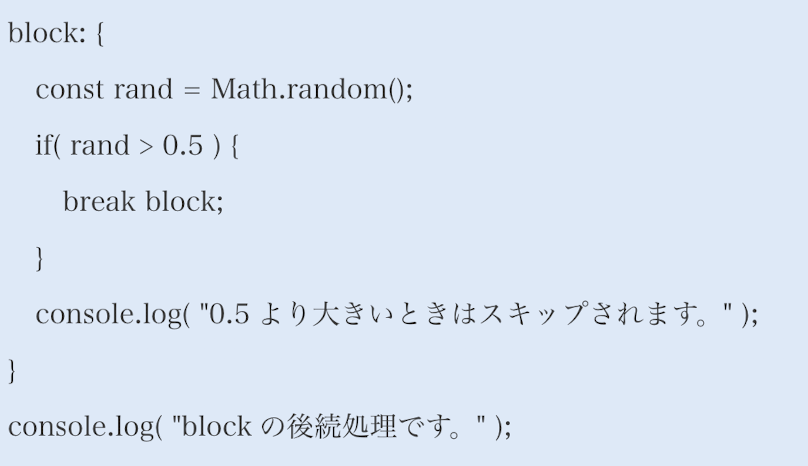 block: {
const rand = Math.random();
if( rand > 0.5 ) {
break block;
}
console.log( "0.5 より大きいときはスキップされます。" );
}
console.log( "block の後続処理です。" );